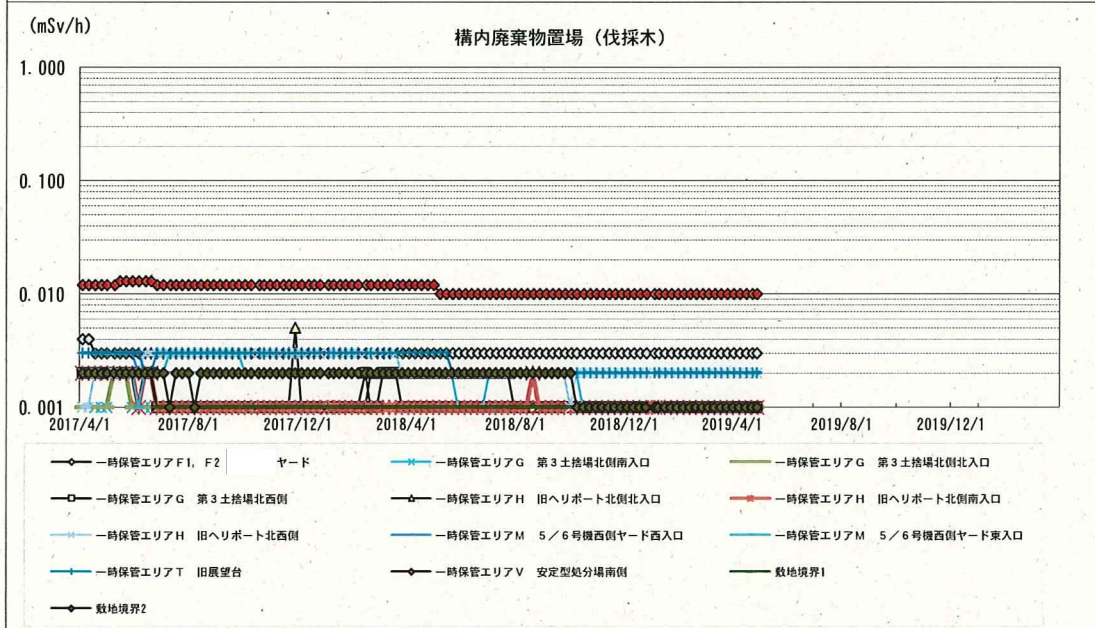 (mSv/h)
構内廃棄物置場（伐採木）
1.000
0.100
0.010
0.001
2017/4/1 2017/8/1 2017/12/1 2018/4/1 2018/8/1 2018/12/1 2019/4/1 2019/8/1 2019/12/1
一時保管エリアＦ１，Ｆ２ ヤード 一時保管エリアＧ 第３土捨場北側南入口 一時保管エリアＧ 第３土捨場北側北入口
一時保管エリアＧ 第３土捨場北西側 一時保管エリアＨ 旧ヘリポート北側北入口 一時保管エリアＨ 旧ヘリポート北側南入口
一時保管エリアＨ 旧ヘリポート北西側 一時保管エリアＭ ５／６号機西側ヤード西入口 一時保管エリアＭ ５／６号機西側ヤード東入口
一時保管エリアＴ 旧展望台 一時保管エリアＶ 安定型処分場南側 敷地境界1
敷地境界2